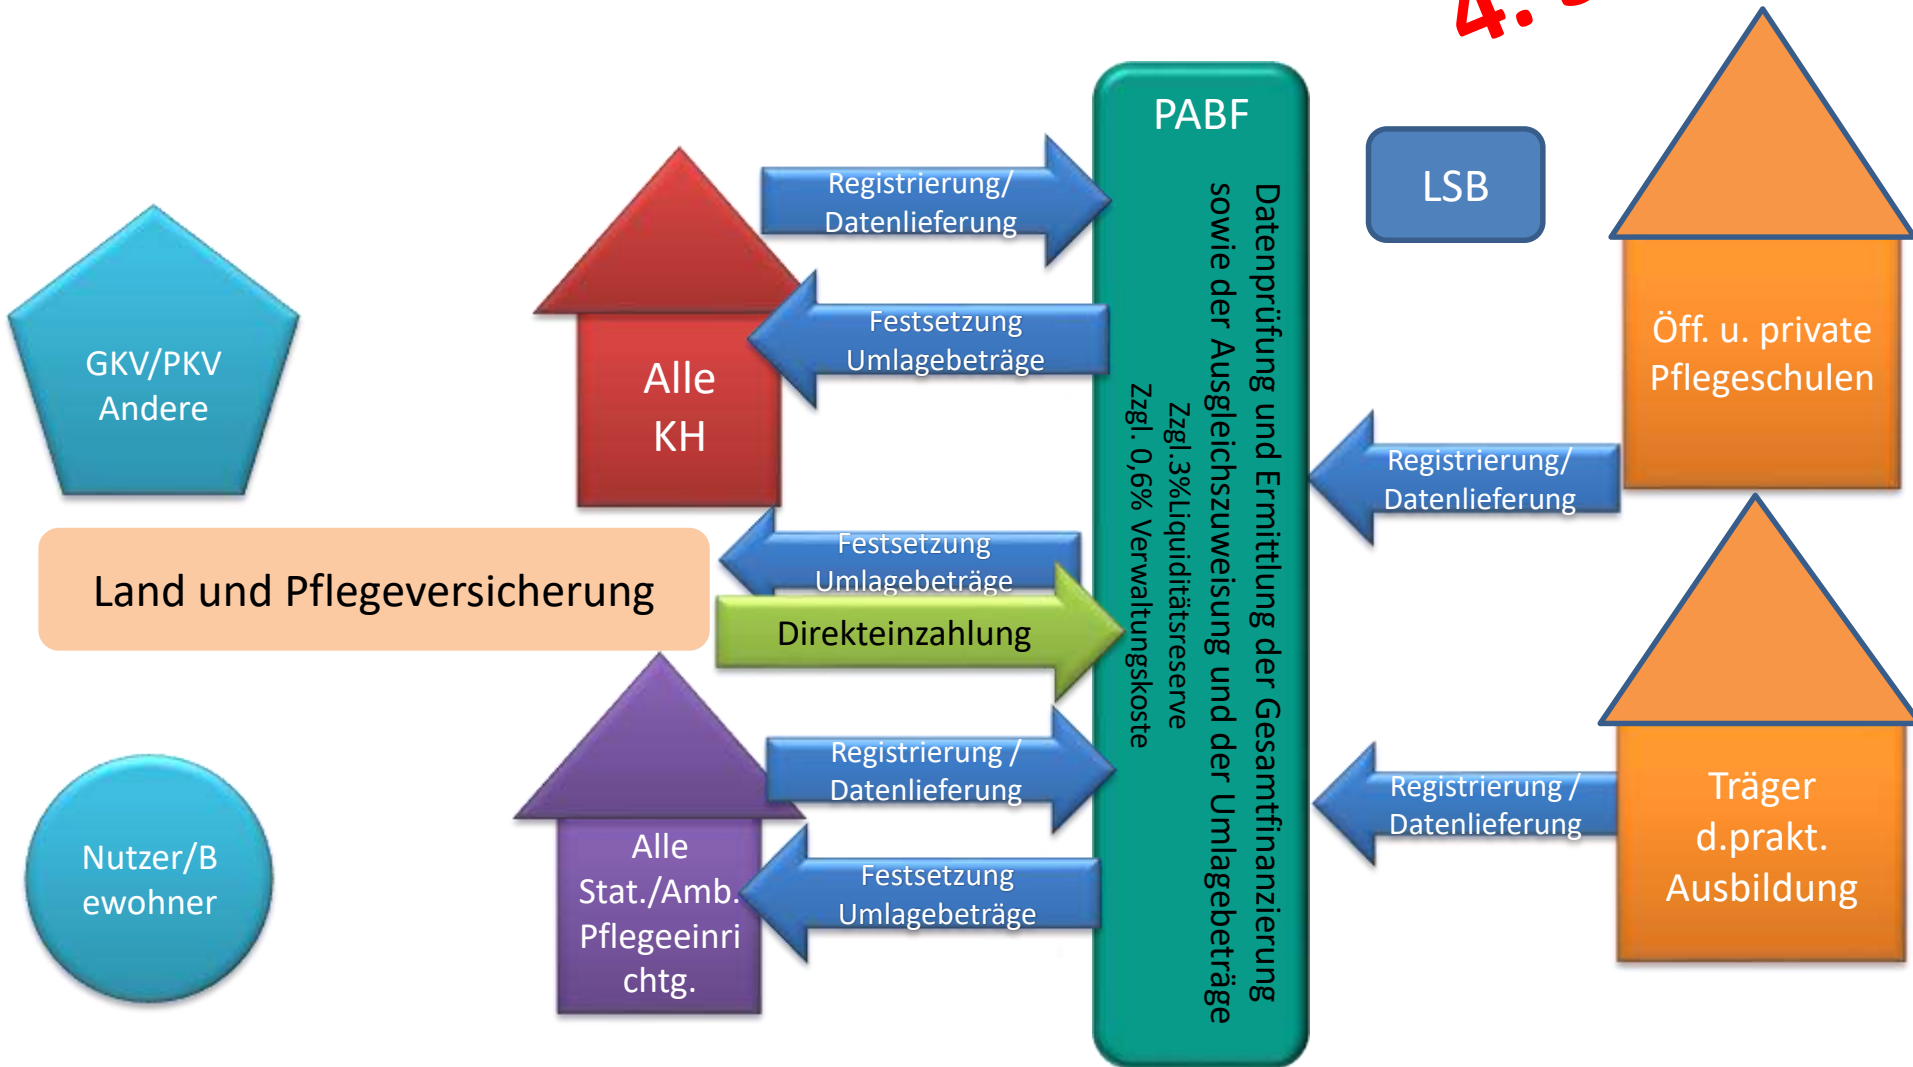 4.
PABF
Datenprüfung und Ermittlung der Gesamtfinanzierung
sowie der Ausgleichszuweisung und der Umlagebeträge
Zzgl.3%Liquiditätsreserve
Zzgl. 0,6% Verwaltungskoste
LSB
Registrierung/
Datenlieferung
Festsetzung
Umlagebeträge
GKV/PKV
Andere
Alle
KH
Öff. u. private
Pflegeschulen
Registrierung/
Datenlieferung
Land und Pflegeversicherung
Festsetzung
Umlagebeträge
Direkteinzahlung
Registrierung /
Datenlieferung
Festsetzung
Umlagebeträge
Nutzer/B
ewohner
Alle
Stat./Amb.
Pflegeeinri
chtg.
Registrierung /
Datenlieferung
Träger
d.prakt.
Ausbildung